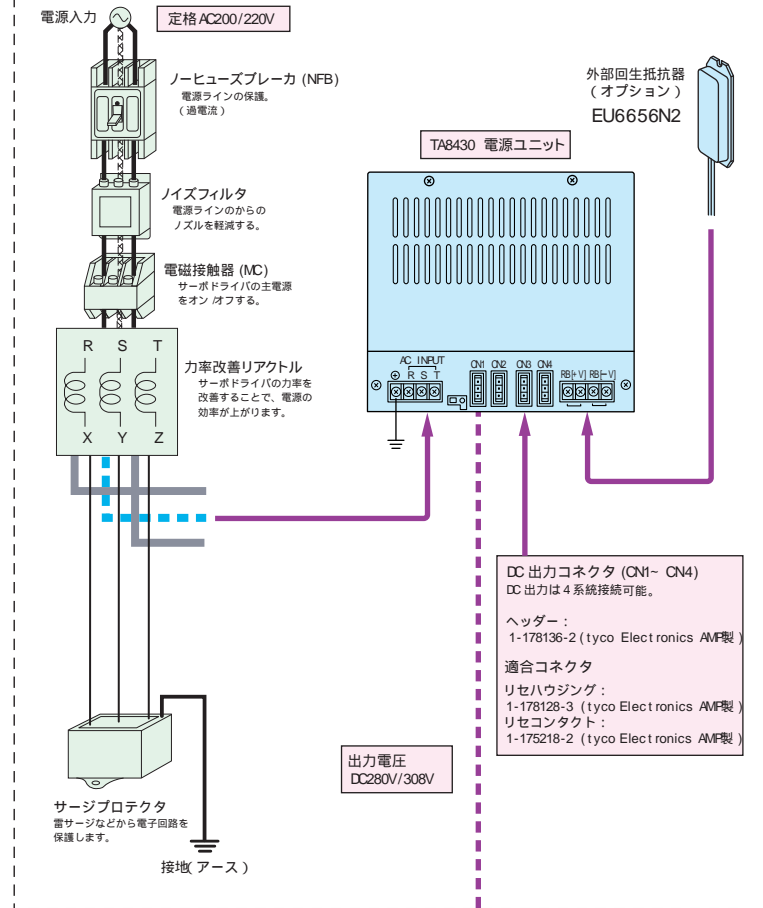 電源入力
定格AC200/220V
ノーヒューズブレーカ (NFB)
電源ラインの保護。
(過電流)
ノイズフィルタ
電源ラインのからの
ノズルを軽減する。
電磁接触器 (MC)
サーボドライバの主電源
をオン /オフする。
R S T
力率改善リアクトル
サーボドライバの力率を
改善することで、電源の
効率が上がります。
X Y Z
サージプロテクタ
雷サージなどから電子回路を
保護します。
接地(アース)
外部回生抵抗器
(オプション)
EU6656N2
TA8430 電源ユニット
AC INPUT
R S T
CN1 CN2 CN3 CN4
RB[+V] RB[−V]
DC 出力コネクタ (CN1~ CN4)
DC 出力は4系統接続可能。
ヘッダー:
1-178136-2 (tyco Electronics AMP製)
適合コネクタ
リセハウジング:
1-178128-3 (tyco Electronics AMP製)
リセコンタクト:
1-175218-2 (tyco Electronics AMP製)
出力電圧
DC280V/308V